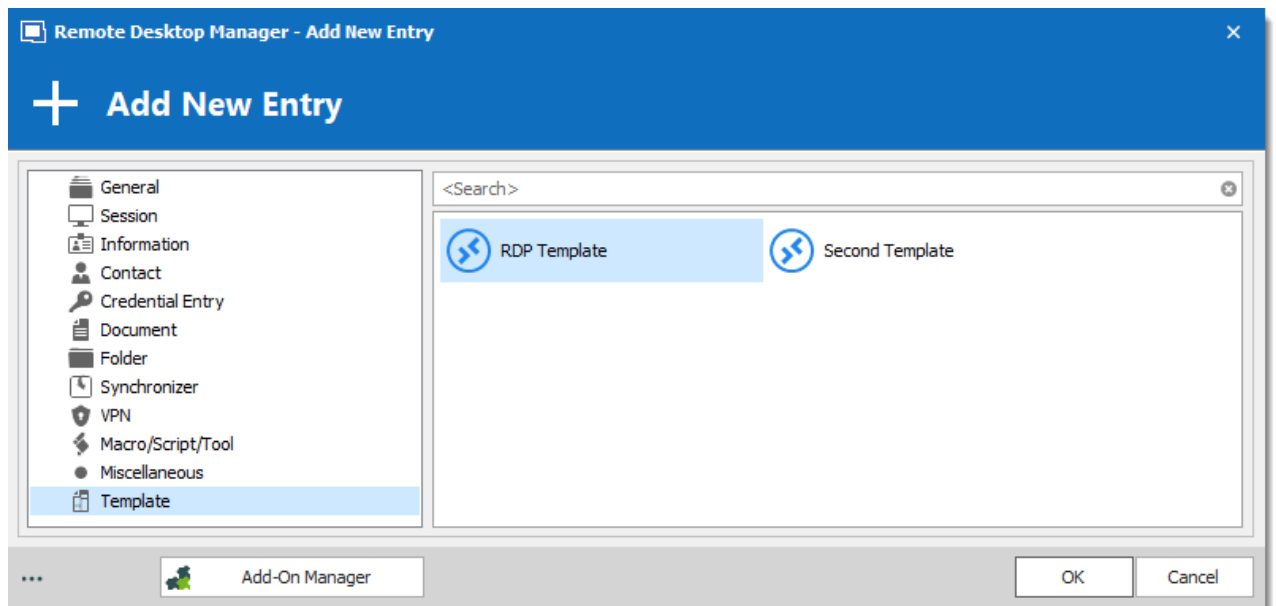 Remote Desktop Manager - Add New Entry
Add New Entry
General
Session
Information
Contact
Credential Entry
Document
Folder
Synchronizer
VPN
Macro/Script/Tool
Miscellaneous
Template
<Search>
RDP Template
Second Template
...
Add-On Manager
OK
Cancel